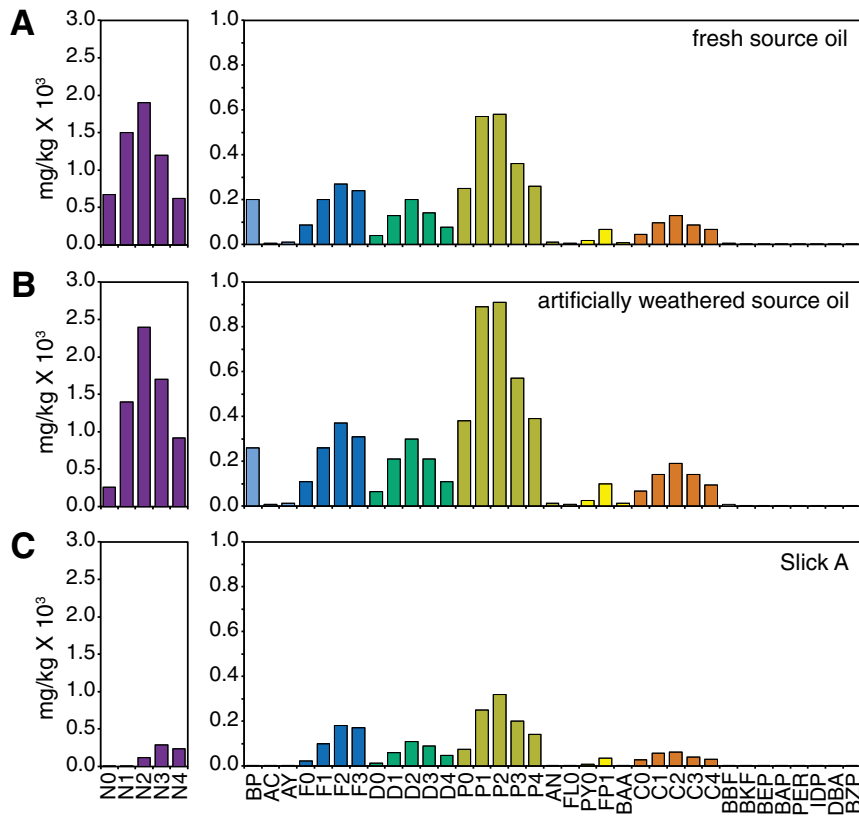 A
mg/kg X 10³
3.0
2.5
2.0
1.5
1.0
0.5
0.0
1.0
0.8
0.6
0.4
0.2
0.0
fresh source oil
B
mg/kg X 10³
3.0
2.5
2.0
1.5
1.0
0.5
0.0
1.0
0.8
0.6
0.4
0.2
0.0
artificially weathered source oil
C
mg/kg X 10³
3.0
2.5
2.0
1.5
1.0
0.5
0.0
1.0
0.8
0.6
0.4
0.2
0.0
Slick A
N0
N1
N2
N3
N4
BP
AC
AY
F0
F1
F2
F3
D0
D1
D2
D3
D4
P0
P1
P2
P3
P4
AN
FL0
PY0
FP1
BAA
C0
C1
C2
C3
C4
BBF
BKF
BEP
BAP
PER
IDP
DBA
BZP